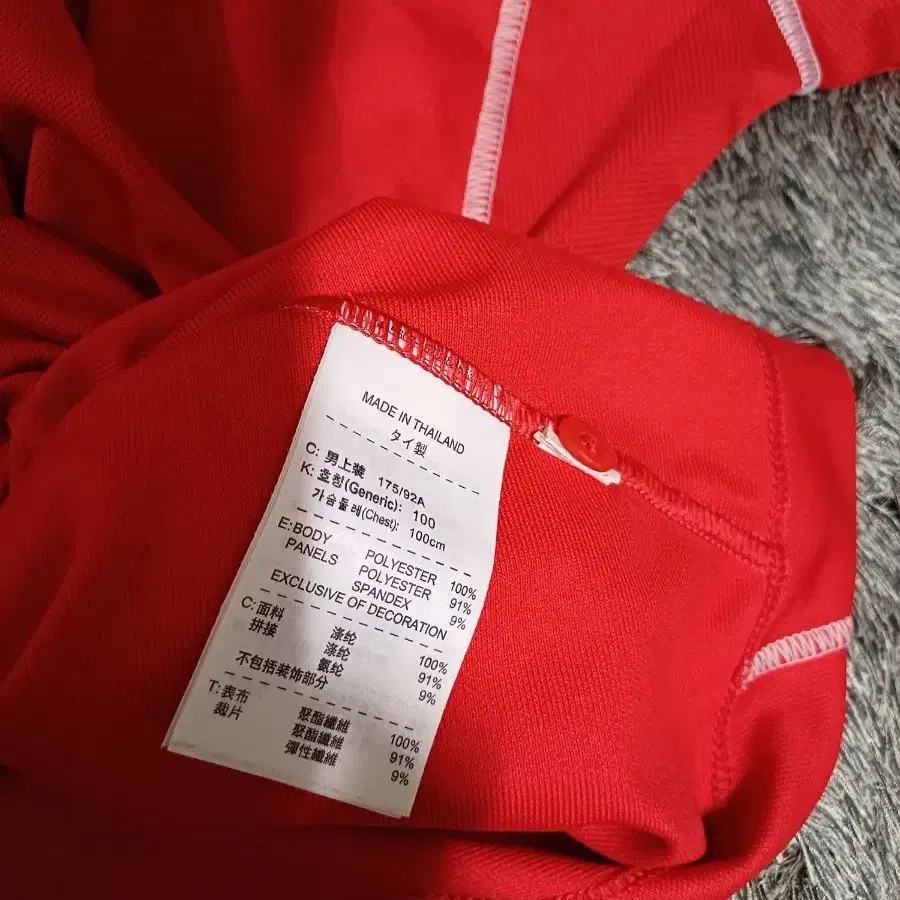 MADE IN THAILAND
タイ製
C: 男上装 175/92A
K: 호칭(Generic): 100
가슴둘레(Chest): 100cm
E: BODY POLYESTER 100%
PANELS POLYESTER 91%
SPANDEX 9%
EXCLUSIVE OF DECORATION
C: 面料 涤纶 100%
拼接 涤纶 91%
氨纶 9%
不包括装饰部分
T: 表布 聚酯纖維 100%
裁片 聚酯纖維 91%
彈性纖維 9%